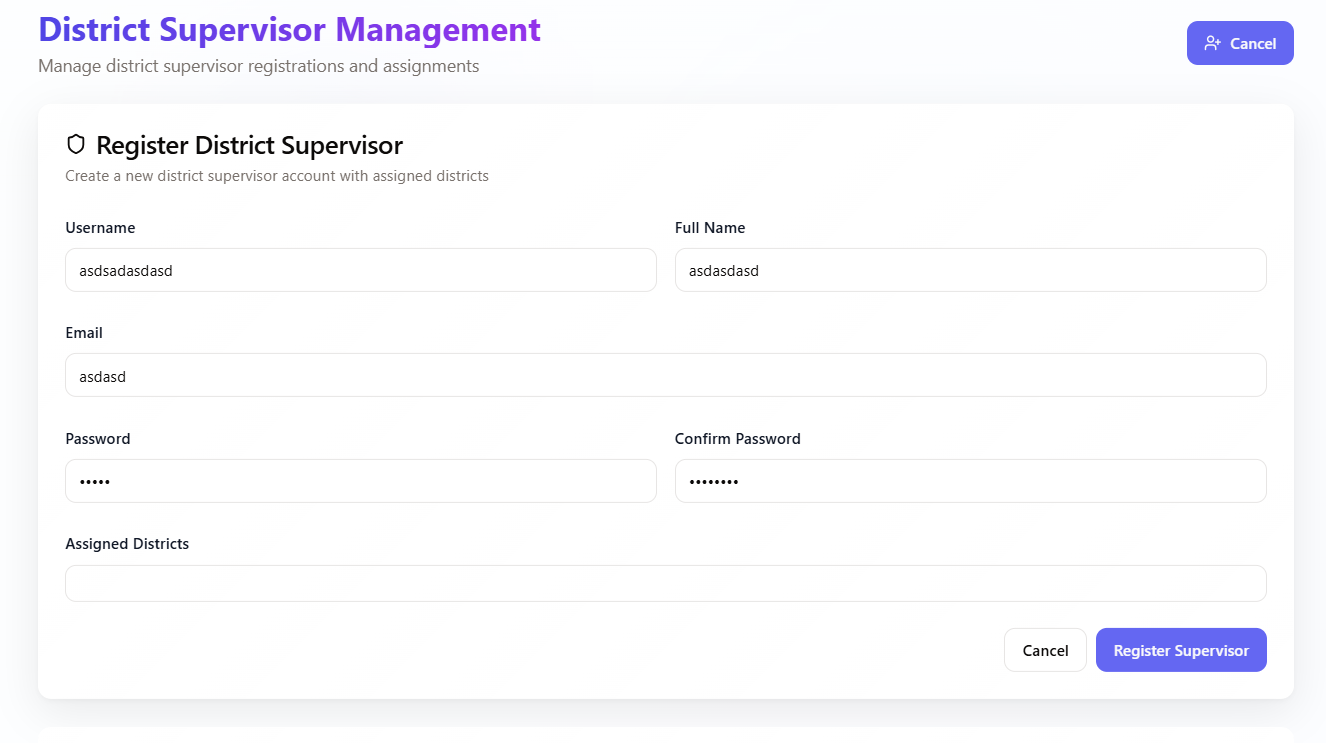 District Supervisor Management
Manage district supervisor registrations and assignments
Cancel
Register District Supervisor
Create a new district supervisor account with assigned districts
Username
Full Name
asdsadasdasd
asdasdasd
Email
asdasd
Password
Confirm Password
•••••
••••••••
Assigned Districts
Cancel
Register Supervisor